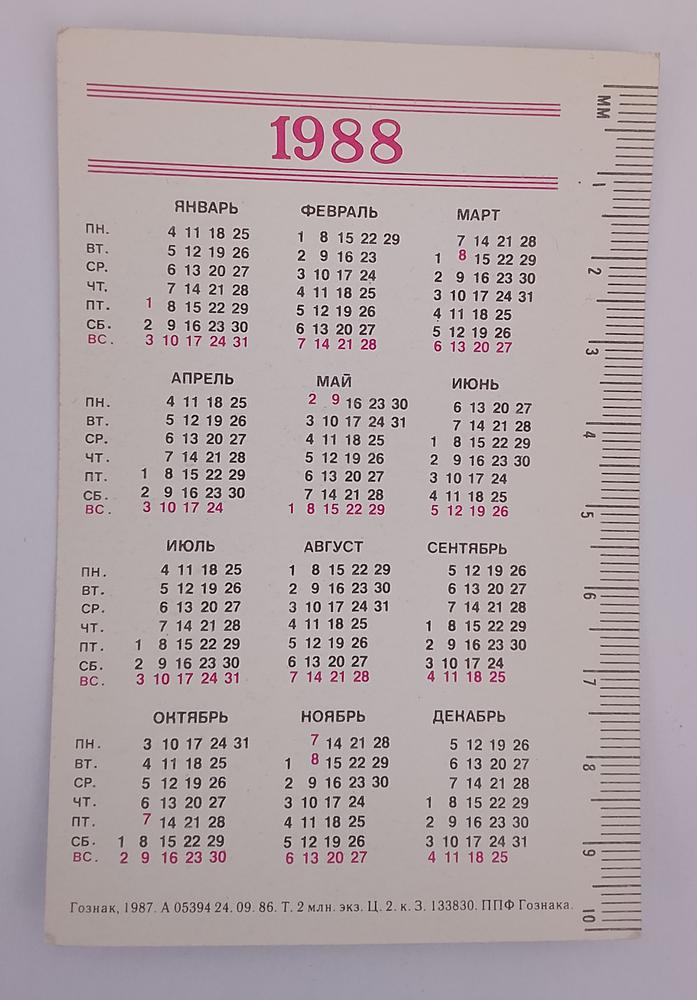 1988
ЯНВАРЬ ФЕВРАЛЬ МАРТ
ПН. 4 11 18 25 1 8 15 22 29 7 14 21 28
ВТ. 5 12 19 26 2 9 16 23 1 8 15 22 29
СР. 6 13 20 27 3 10 17 24 2 9 16 23 30
ЧТ. 7 14 21 28 4 11 18 25 3 10 17 24 31
ПТ. 1 8 15 22 29 5 12 19 26 4 11 18 25
СБ. 2 9 16 23 30 6 13 20 27 5 12 19 26
ВС. 3 10 17 24 31 7 14 21 28 6 13 20 27
АПРЕЛЬ МАЙ ИЮНЬ
ПН. 4 11 18 25 2 9 16 23 30 6 13 20 27
ВТ. 5 12 19 26 3 10 17 24 31 7 14 21 28
СР. 6 13 20 27 4 11 18 25 1 8 15 22 29
ЧТ. 7 14 21 28 5 12 19 26 2 9 16 23 30
ПТ. 1 8 15 22 29 6 13 20 27 3 10 17 24
СБ. 2 9 16 23 30 7 14 21 28 4 11 18 25
ВС. 3 10 17 24 1 8 15 22 29 5 12 19 26
ИЮЛЬ АВГУСТ СЕНТЯБРЬ
ПН. 4 11 18 25 1 8 15 22 29 5 12 19 26
ВТ. 5 12 19 26 2 9 16 23 30 6 13 20 27
СР. 6 13 20 27 3 10 17 24 31 7 14 21 28
ЧТ. 7 14 21 28 4 11 18 25 1 8 15 22 29
ПТ. 1 8 15 22 29 5 12 19 26 2 9 16 23 30
СБ. 2 9 16 23 30 6 13 20 27 3 10 17 24
ВС. 3 10 17 24 31 7 14 21 28 4 11 18 25
ОКТЯБРЬ НОЯБРЬ ДЕКАБРЬ
ПН. 3 10 17 24 31 7 14 21 28 5 12 19 26
ВТ. 4 11 18 25 1 8 15 22 29 6 13 20 27
СР. 5 12 19 26 2 9 16 23 30 7 14 21 28
ЧТ. 6 13 20 27 3 10 17 24 1 8 15 22 29
ПТ. 7 14 21 28 4 11 18 25 2 9 16 23 30
СБ. 1 8 15 22 29 5 12 19 26 3 10 17 24 31
ВС. 2 9 16 23 30 6 13 20 27 4 11 18 25
Гознак, 1987. А 05394 24. 09. 86. Т. 2 млн. экз. Ц. 2. к. З. 133830. ППФ Гознака.
ММ
1
2
3
4
5
6
7
8
9
10